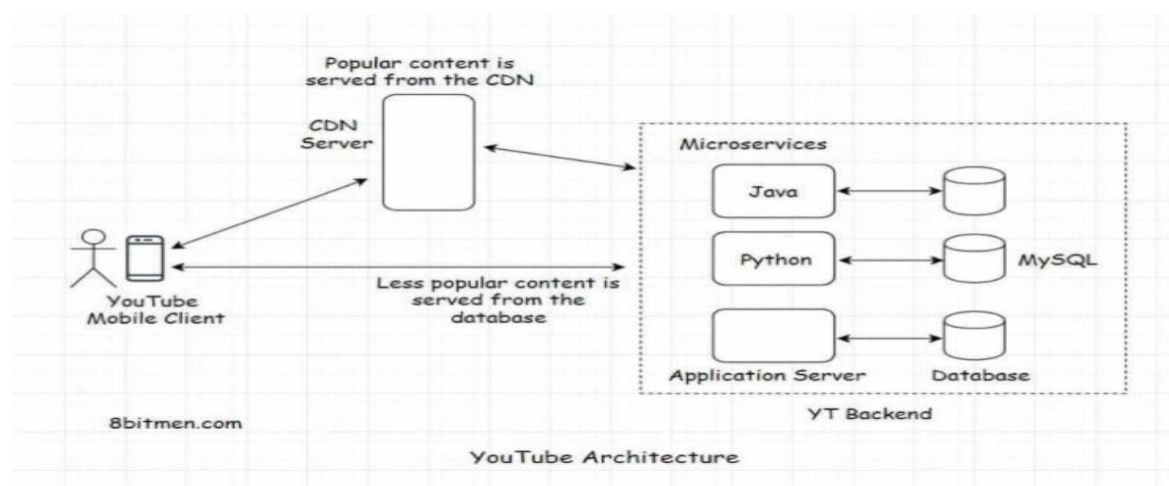 Popular content is
served from the CDN
CDN
Server
Microservices
Java
Python
MySQL
Less popular content is
served from the
database
YouTube
Mobile Client
Application Server
Database
YT Backend
8bitmen.com
YouTube Architecture